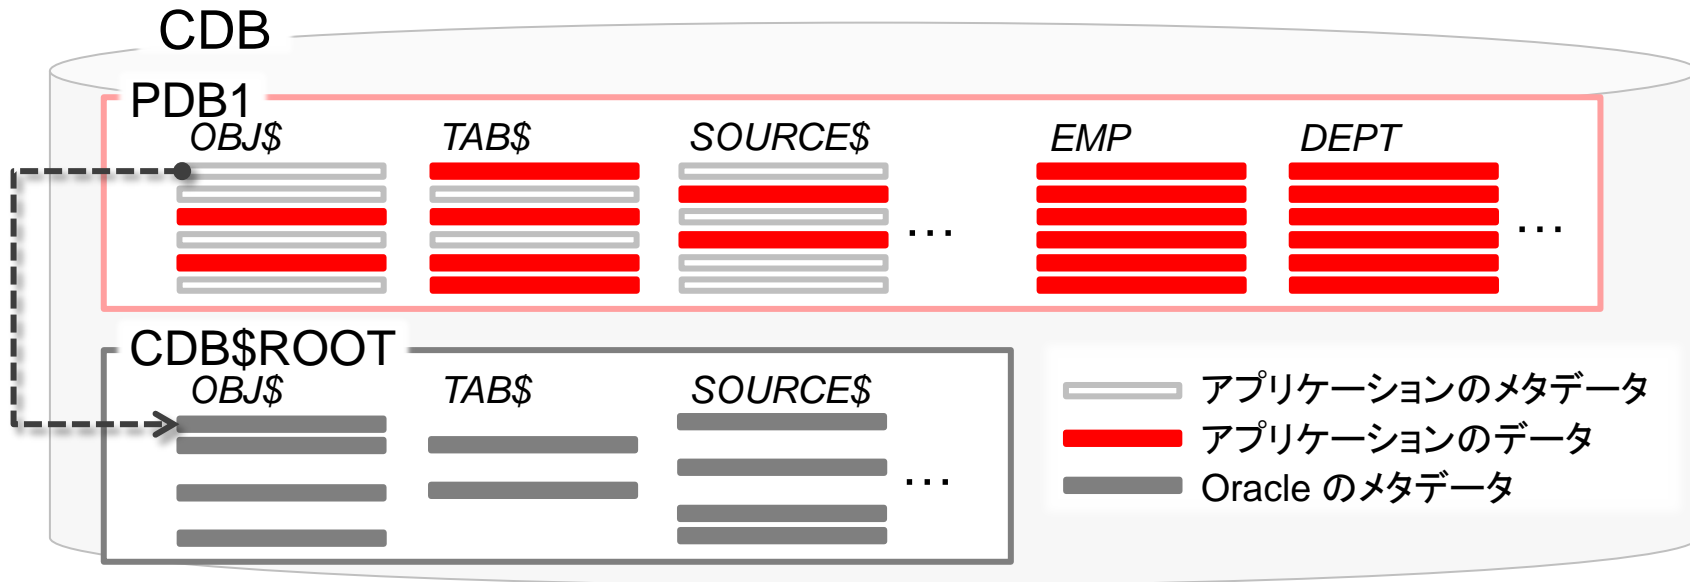 CDB
PDB1
OBJ$ TAB$ SOURCE$ EMP DEPT
... ...
CDB$ROOT
OBJ$ TAB$ SOURCE$
...
アプリケーションのメタデータ
アプリケーションのデータ
Oracle のメタデータ